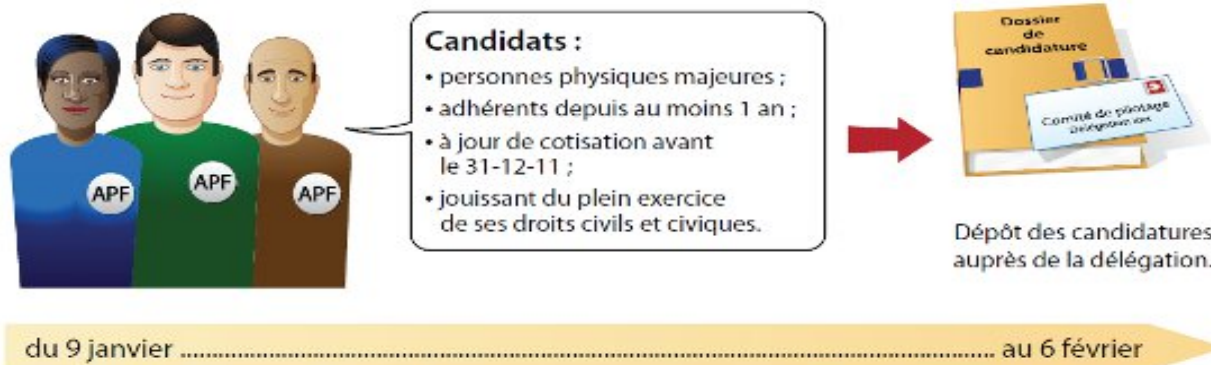 APF
APF
APF
Candidats :
• personnes physiques majeures ;
• adhérents depuis au moins 1 an ;
• à jour de cotisation avant
le 31-12-11 ;
• jouissant du plein exercice
de ses droits civils et civiques.
Dossier
de
candidature
Comité de pilotage
Délégation
Dépôt des candidatures
auprès de la délégation.
du 9 janvier ........................................................................................................ au 6 février